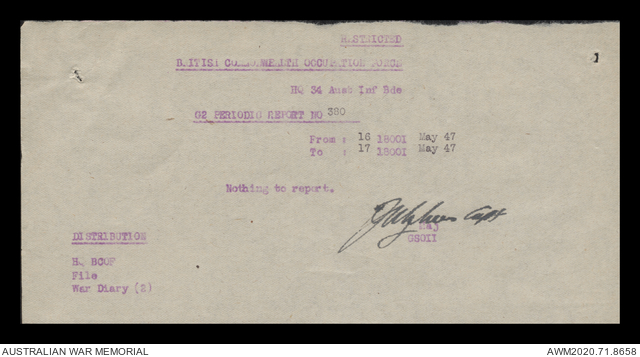 RESTRICTED
BRITISH COMMONWEALTH OCCUPATION FORCE
1
HQ 34 Aust Inf Bde
G2 PERIODIC REPORT NO 380
From : 16 1800I May 47
To : 17 1800I May 47
Nothing to report.
Capt
Maj
GSOII
DISTRIBUTION
HQ BCOF
File
War Diary (2)
AUSTRALIAN WAR MEMORIAL
AWM2020.71.8658